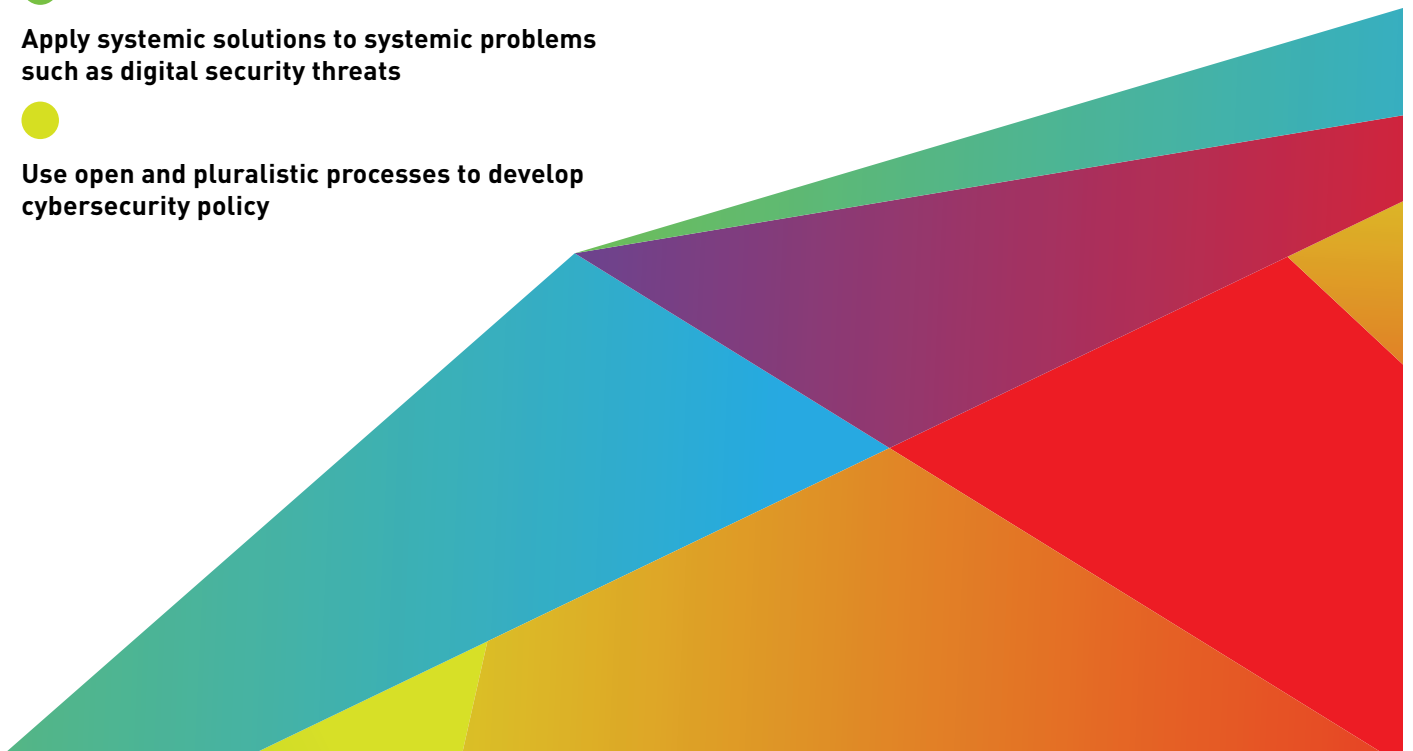 Apply systemic solutions to systemic problems
such as digital security threats
Use open and pluralistic processes to develop
cybersecurity policy